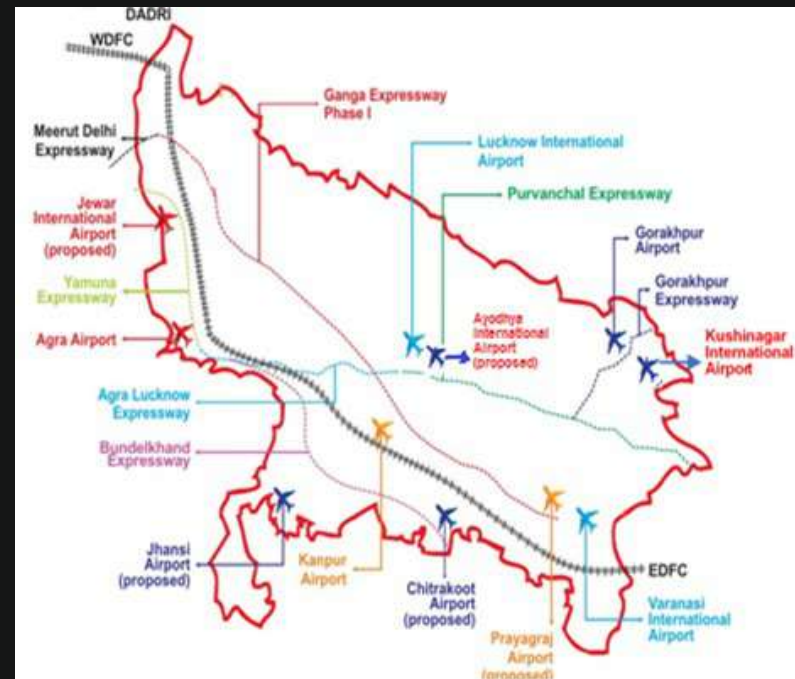 DADRI
WDFC
Ganga Expressway
Phase I
Meerut Delhi
Expressway
Lucknow International
Airport
Purvanchal Expressway
Jewar
International
Airport
(proposed)
Gorakhpur
Airport
Gorakhpur
Expressway
Yamuna
Expressway
Agra Airport
Ayodhya
International
Airport
(proposed)
Kushinagar
International
Airport
Agra Lucknow
Expressway
Bundelkhand
Expressway
Jhansi
Airport
(proposed)
Kanpur
Airport
Chitrakoot
Airport
(proposed)
EDFC
Varanasi
International
Airport
Prayagraj
Airport
(proposed)